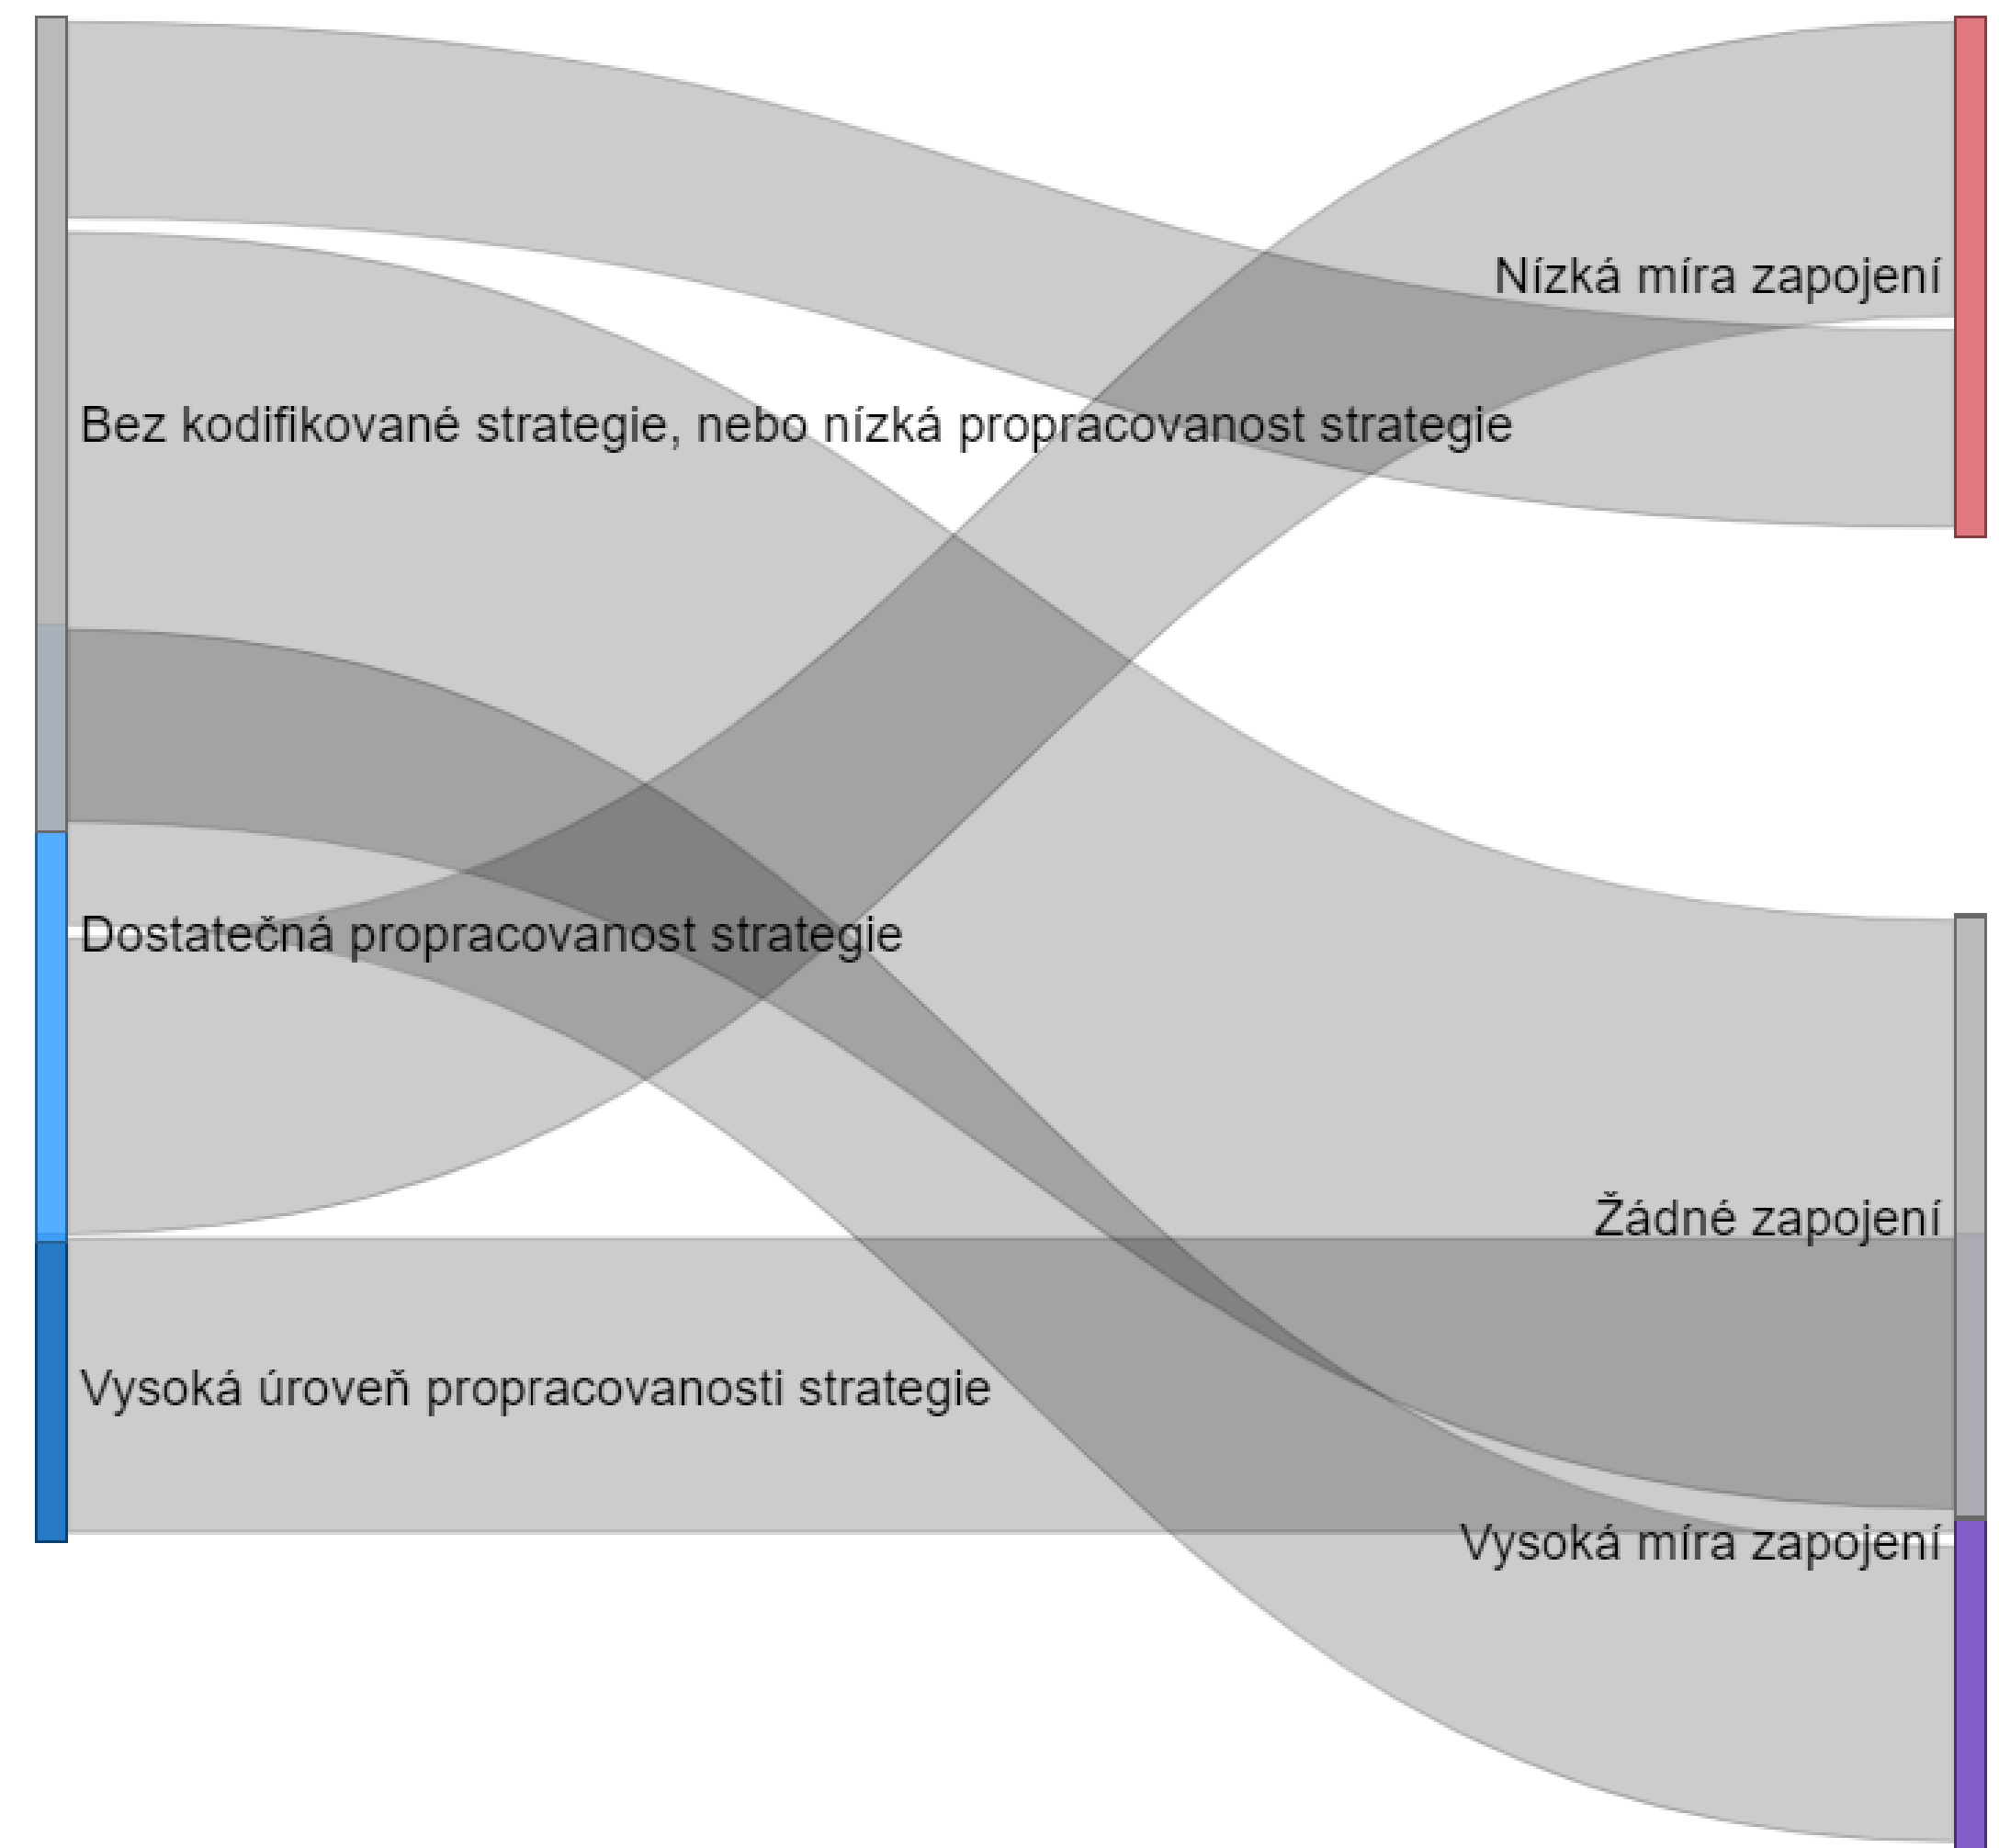 Nízká míra zapojení
Bez kodifikované strategie, nebo nízká propracovanost strategie
Dostatečná propracovanost strategie
Žádné zapojení
Vysoká úroveň propracovanosti strategie
Vysoká míra zapojení